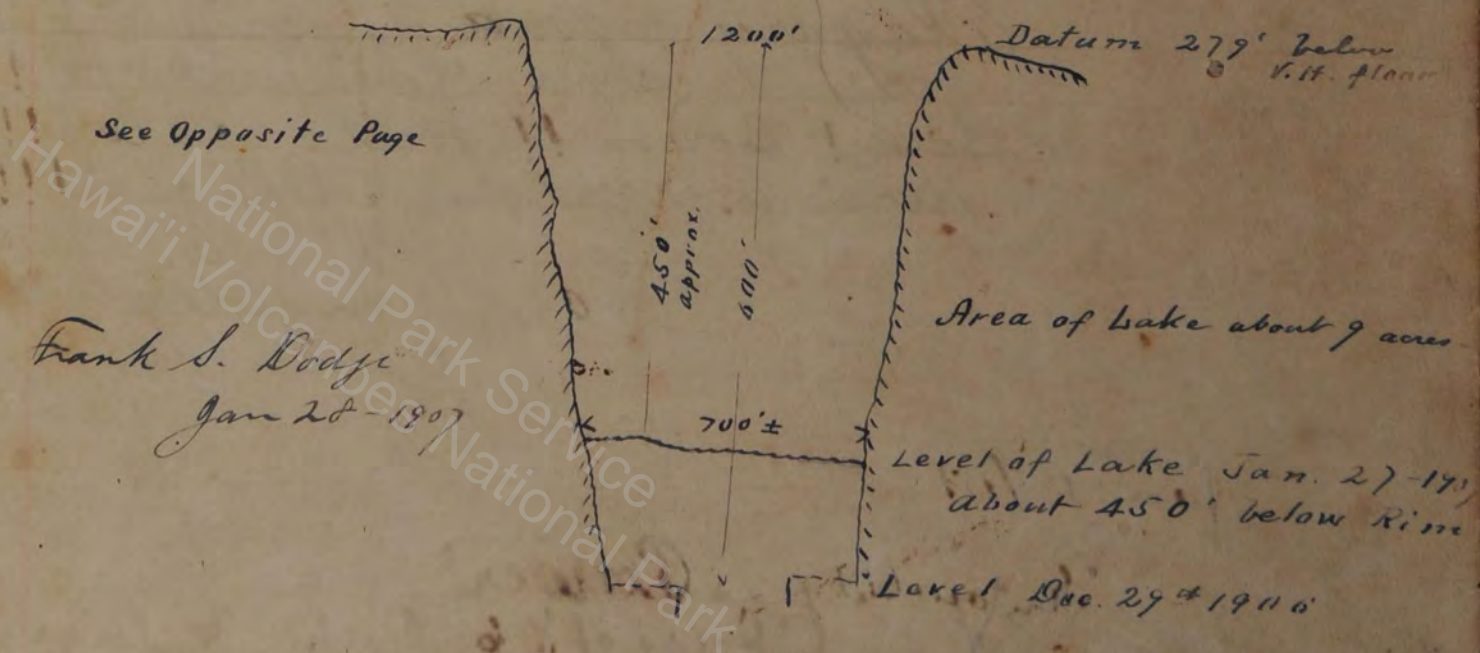 1200'
Datum 279' below
V.H. floor
See Opposite Page
450'
approx.
600'
Area of Lake about 9 acres
Frank S. Dodge
Jan 28-1907
700'±
Level of Lake Jan. 27-190
About 450' below Rim
Level Dec. 29th 1906
National Park Service
Hawai'i Volcanoes National Park